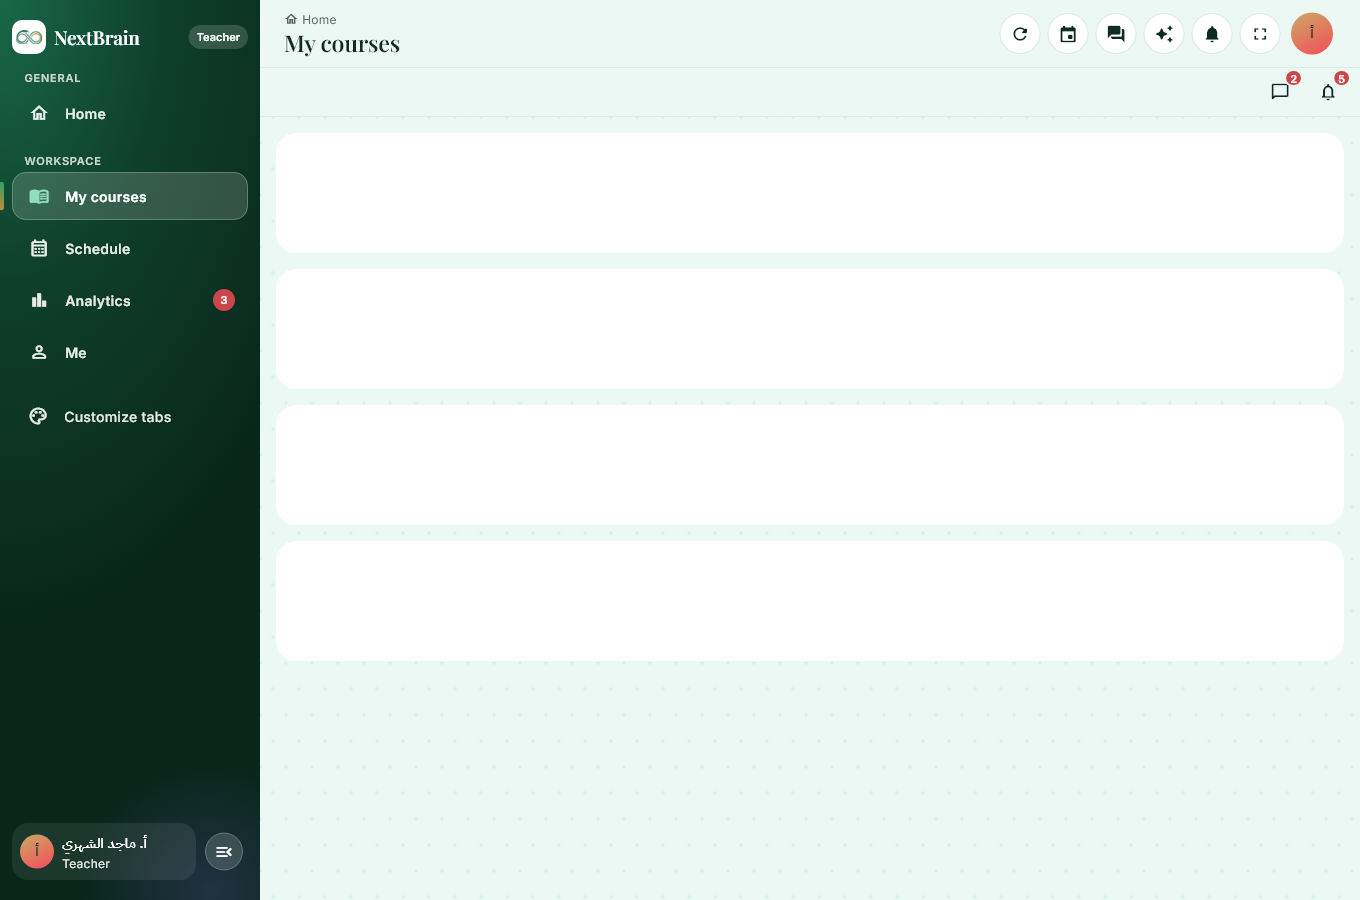 NextBrain
Teacher
GENERAL
Home
WORKSPACE
My courses
Schedule
Analytics
3
Me
Customize tabs
أ
أ. ماجد الشهري
Teacher
Home
My courses
أ
2
5